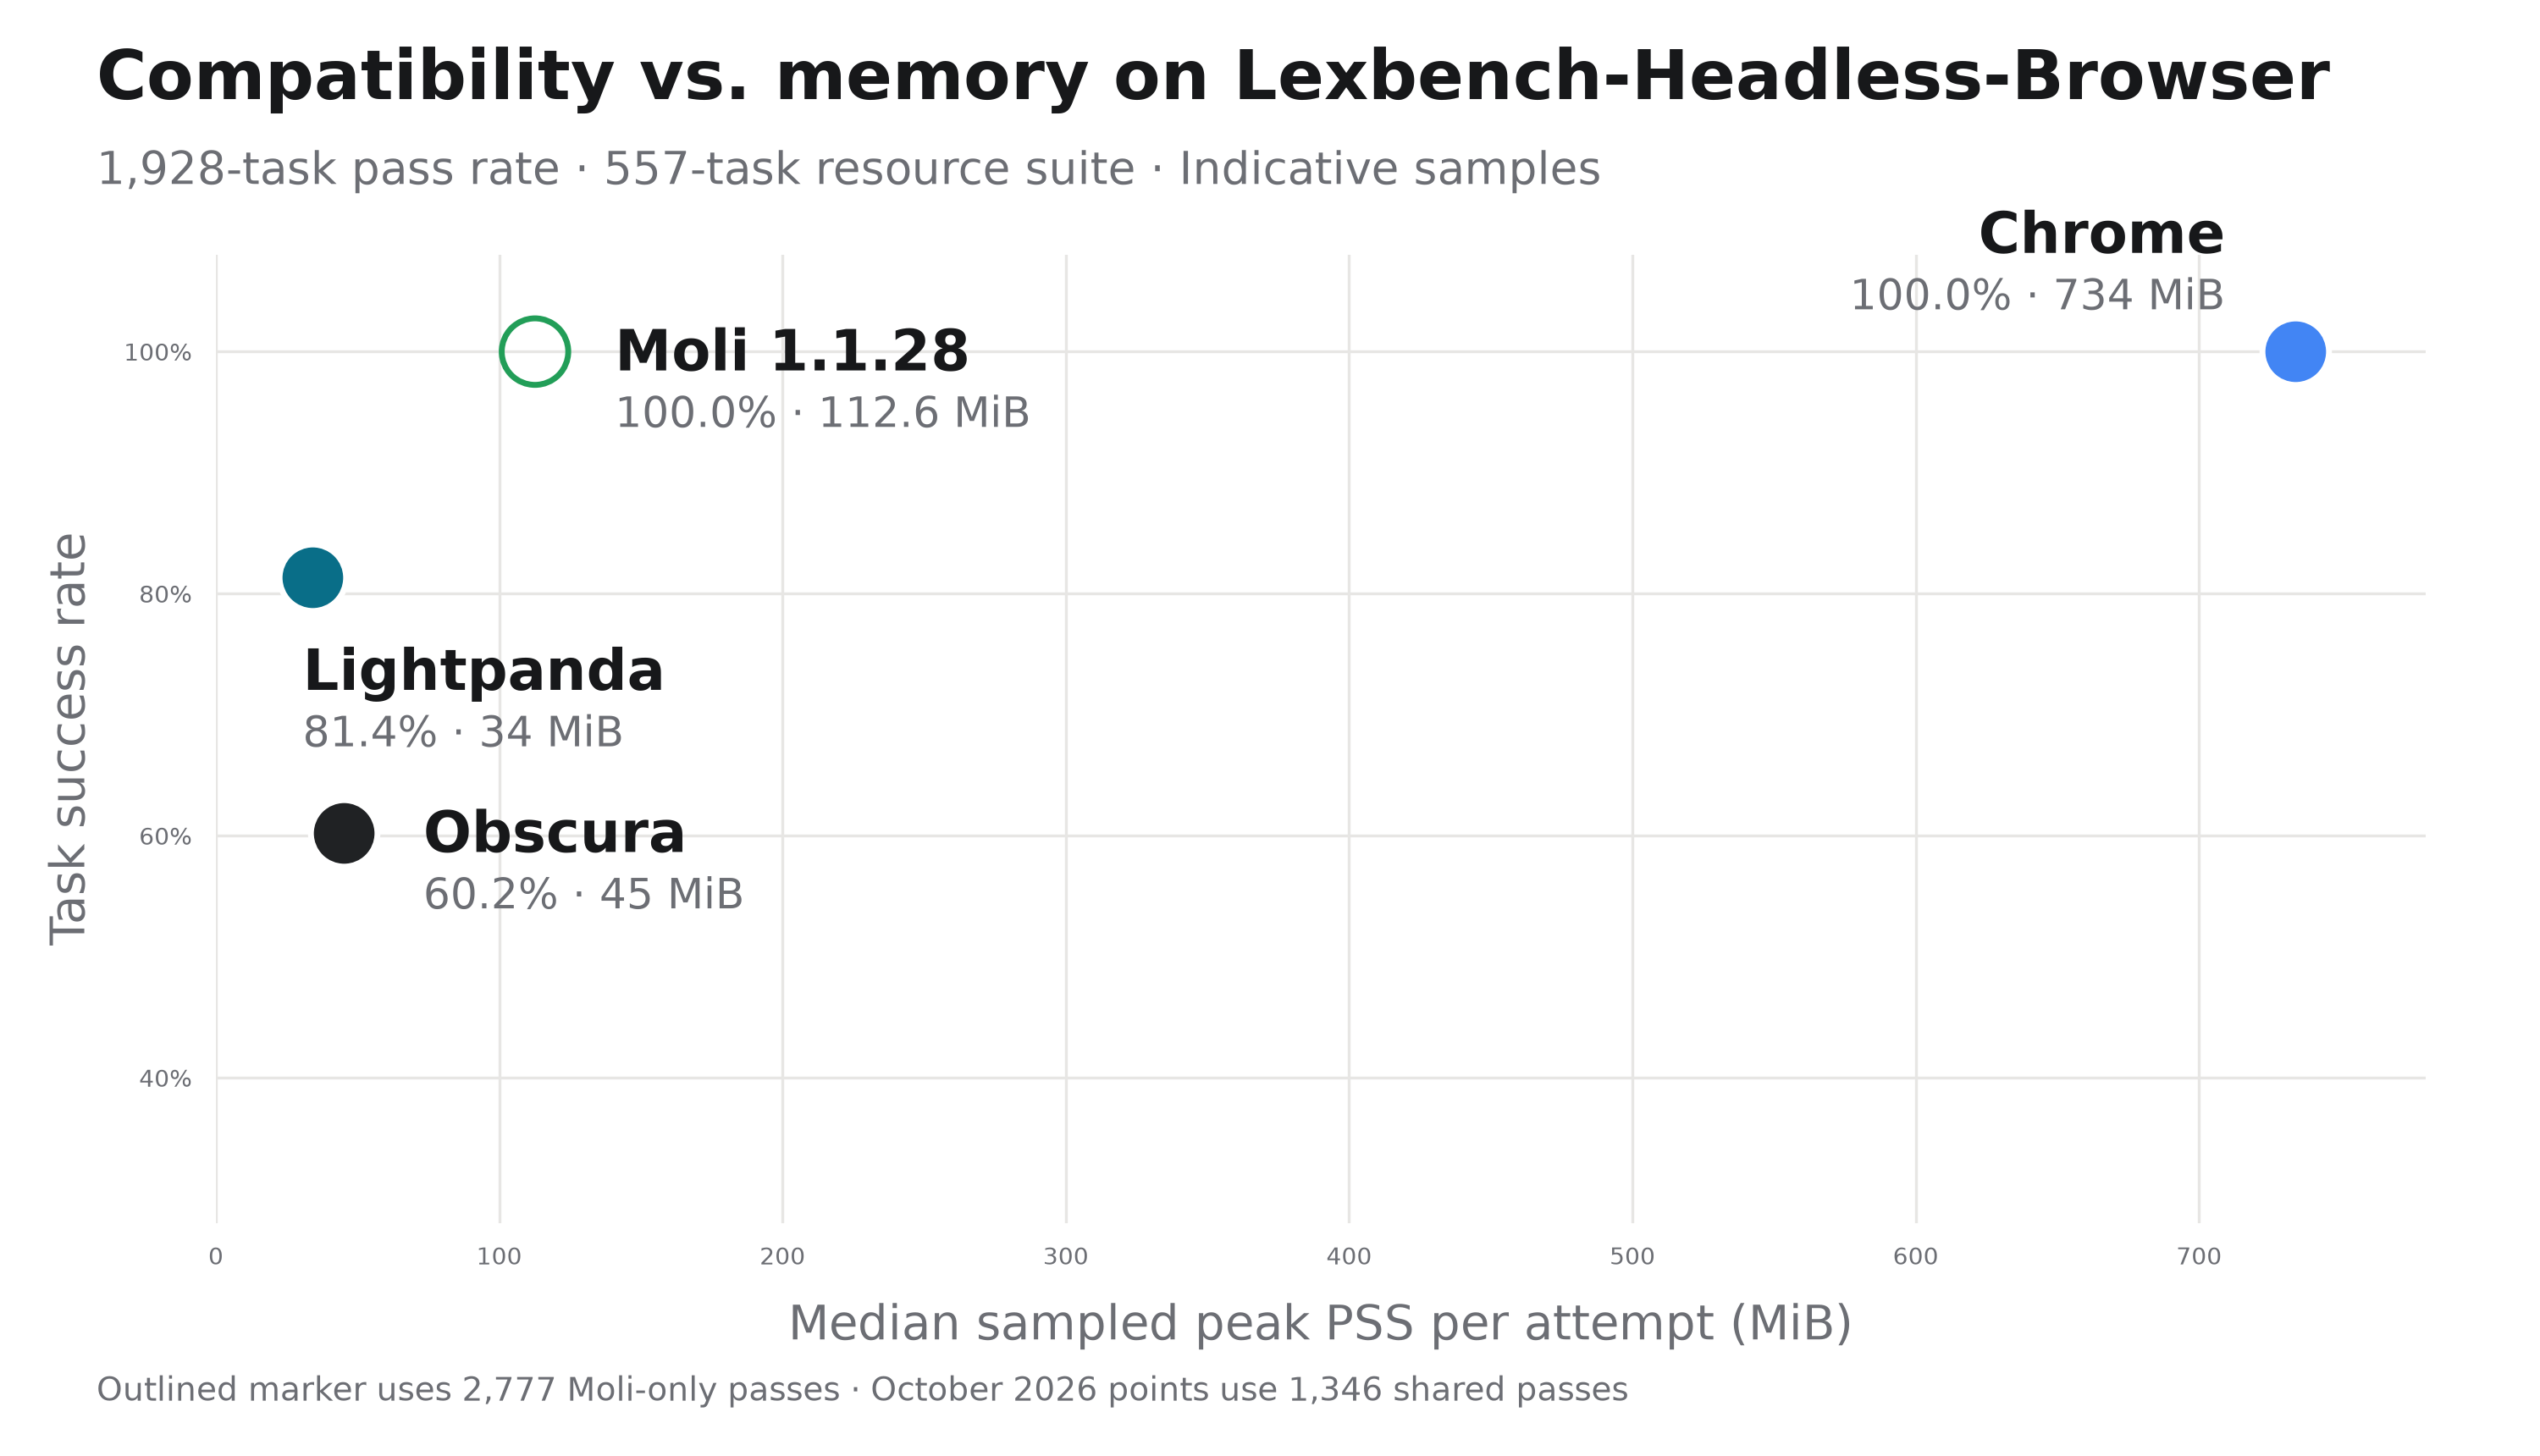 Compatibility vs. memory on Lexbench-Headless-Browser
1,928-task pass rate · 557-task resource suite · Indicative samples
Chrome
100.0% · 734 MiB
100%
Moli 1.1.28
100.0% · 112.6 MiB
80%
Lightpanda
81.4% · 34 MiB
60%
Obscura
60.2% · 45 MiB
40%
Task success rate
0 100 200 300 400 500 600 700
Median sampled peak PSS per attempt (MiB)
Outlined marker uses 2,777 Moli-only passes · October 2026 points use 1,346 shared passes